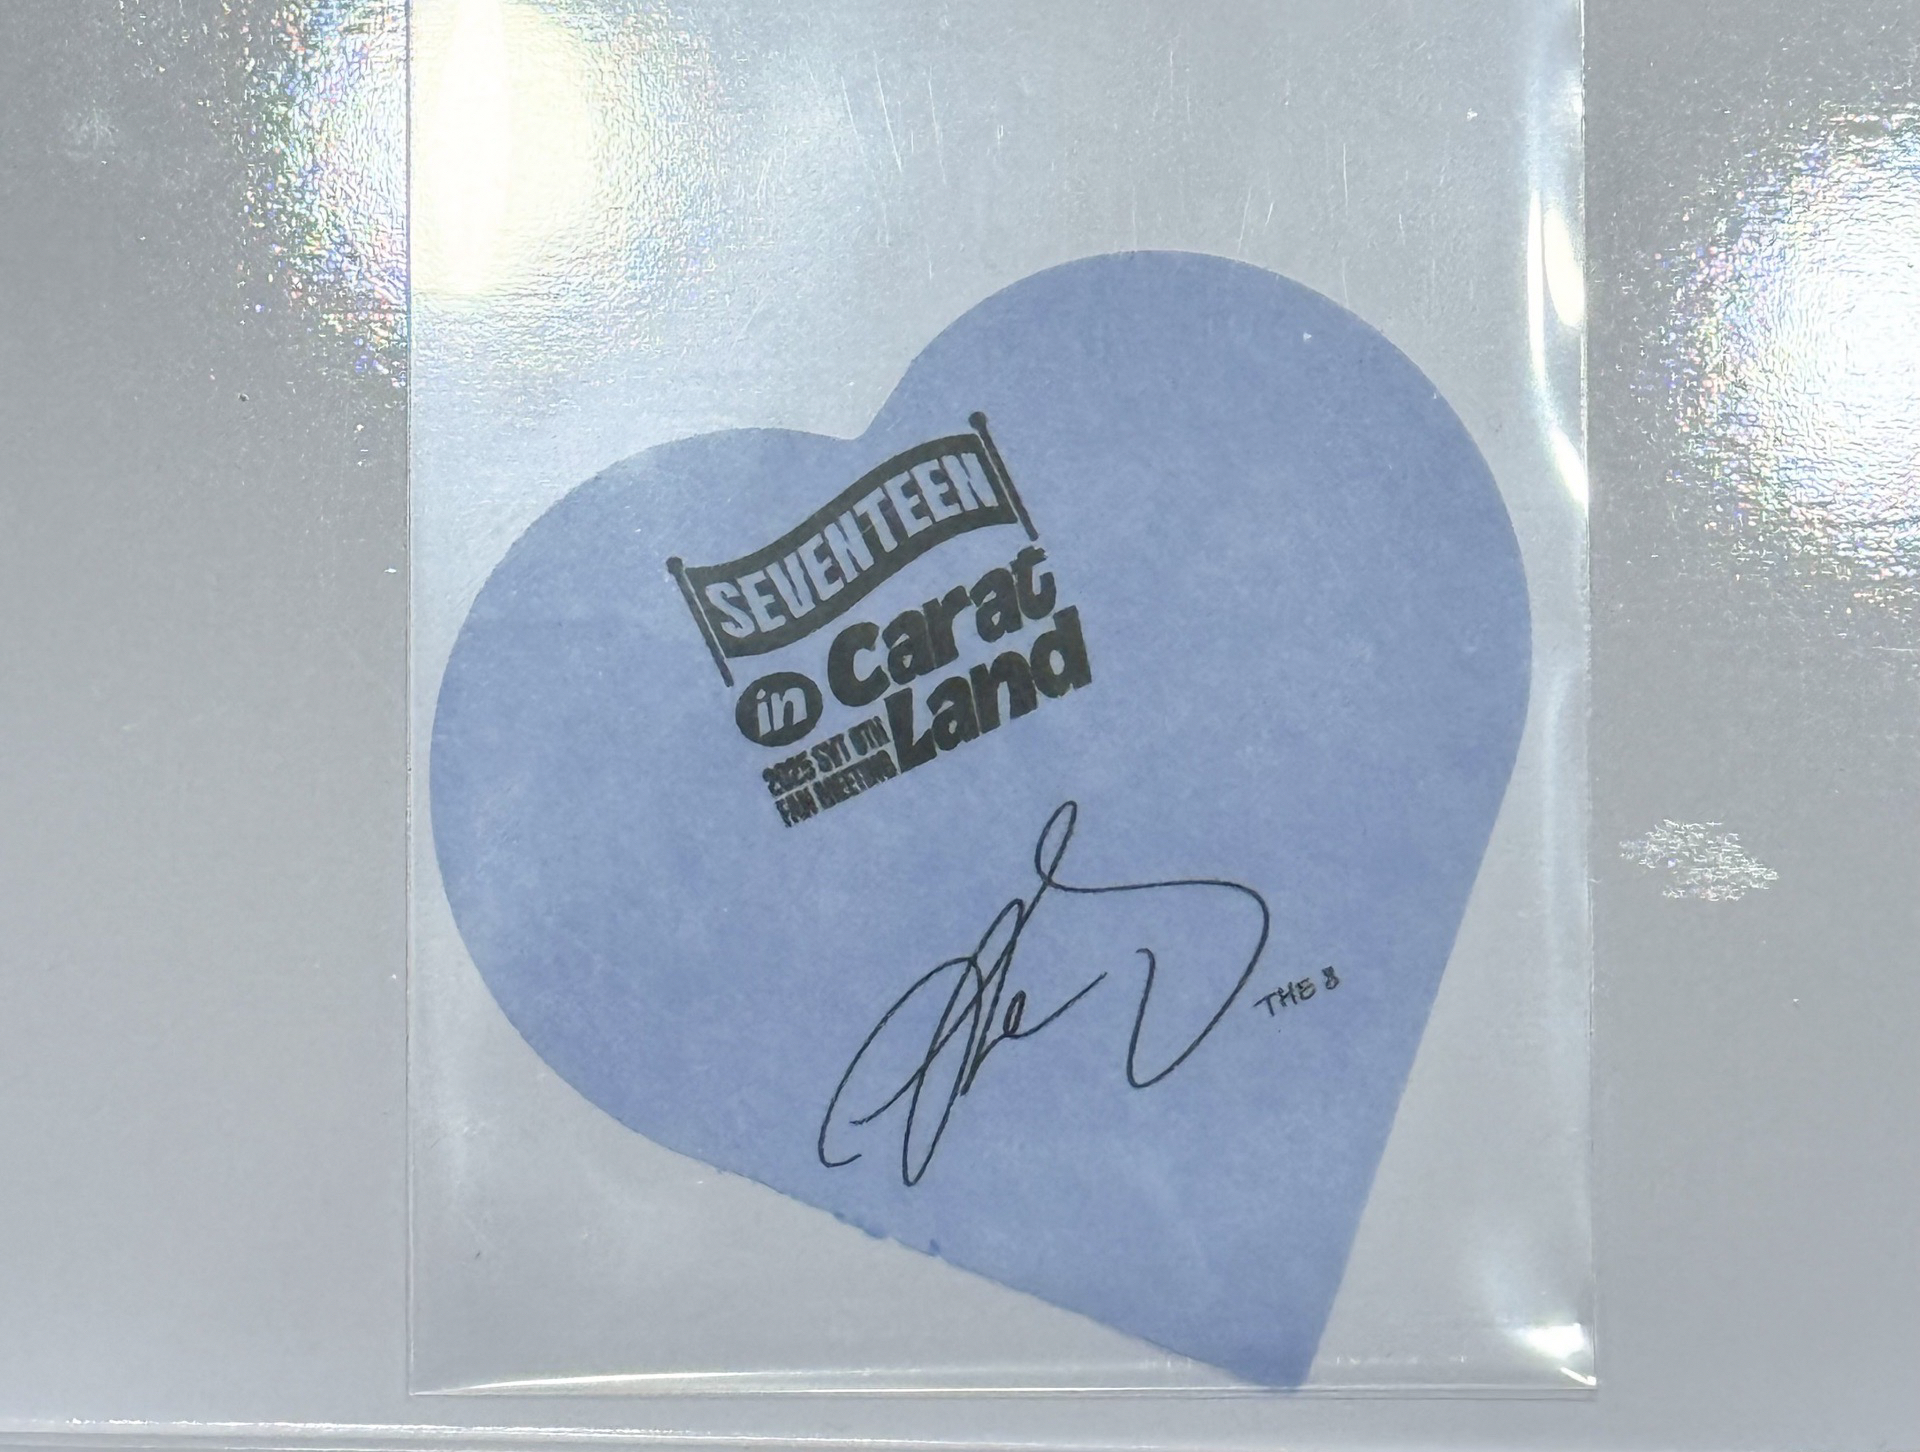 SEVENTEEN
in Carat
Land
2025 SVT 9TH
FAN MEETING
THE 8